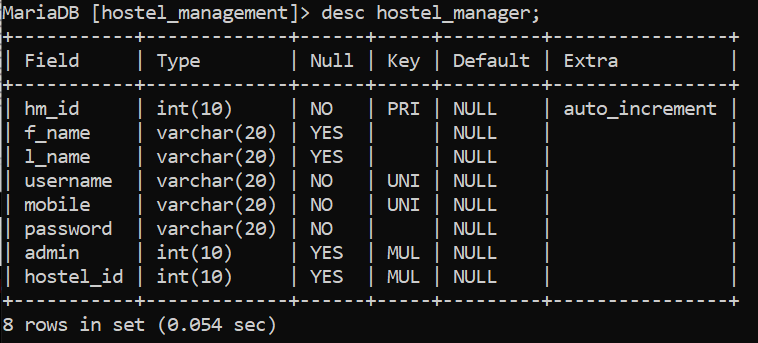 MariaDB [hostel_management]> desc hostel_manager;
+-----------+-------------+------+-----+---------+----------------+
| Field     | Type        | Null | Key | Default | Extra          |
+-----------+-------------+------+-----+---------+----------------+
| hm_id     | int(10)     | NO   | PRI | NULL    | auto_increment |
| f_name    | varchar(20) | YES  |     | NULL    |                |
| l_name    | varchar(20) | YES  |     | NULL    |                |
| username  | varchar(20) | NO   | UNI | NULL    |                |
| mobile    | varchar(20) | NO   | UNI | NULL    |                |
| password  | varchar(20) | NO   |     | NULL    |                |
| admin     | int(10)     | YES  | MUL | NULL    |                |
| hostel_id | int(10)     | YES  | MUL | NULL    |                |
+-----------+-------------+------+-----+---------+----------------+
8 rows in set (0.054 sec)